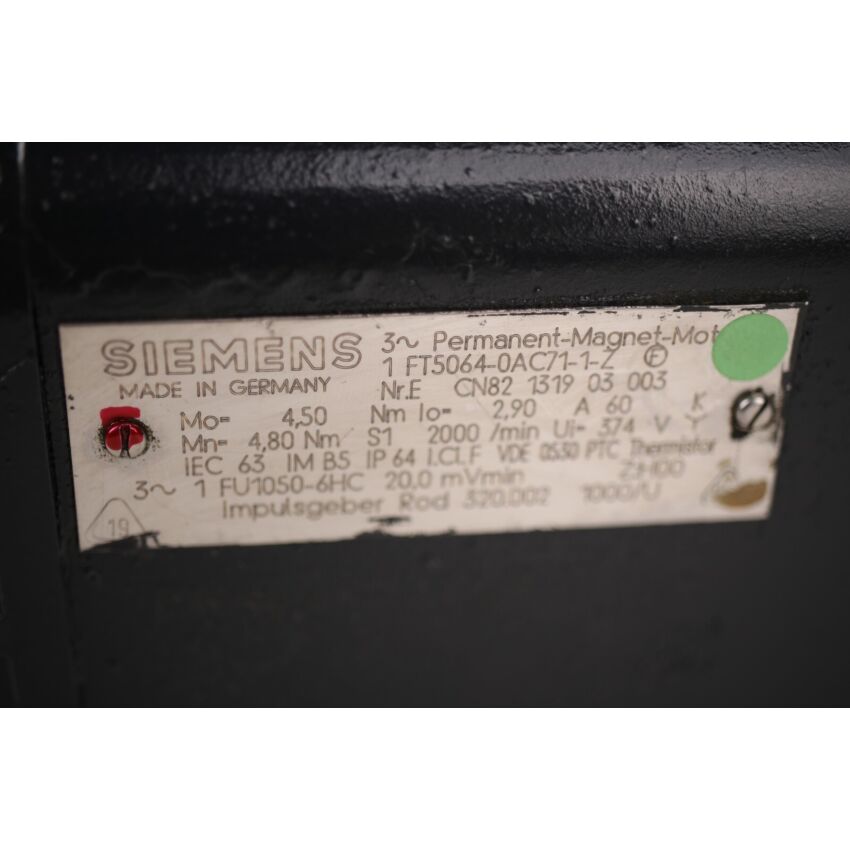 SIEMENS
MADE IN GERMANY
3~ Permanent-Magnet-Mot
1 FT5064-0AC71-1-Z F
Nr.E CN82 1319 03 003
Mo= 4,50 Nm Io= 2,90 A 60 K
Mn= 4,80 Nm S1 2000 /min Ui= 374 V Y
IEC 63 IM B5 IP 64 I.Cl.F VDE 0530 PTC Thermistor
3~ 1 FU1050-6HC 20,0 mVmin
Impulsgeber Rod 320.002 1000/U
19